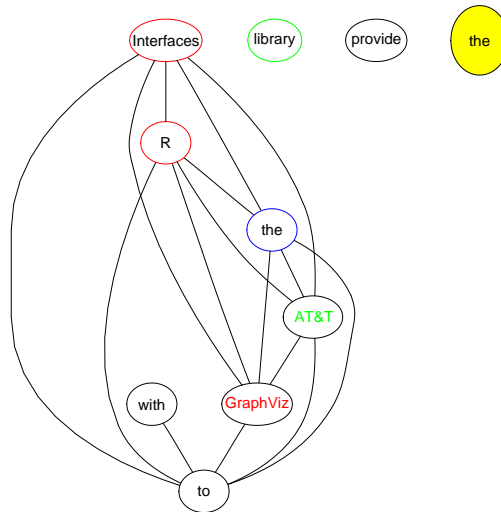 Interfaces
library
provide
the
R
the
AT&T
with
GraphViz
to